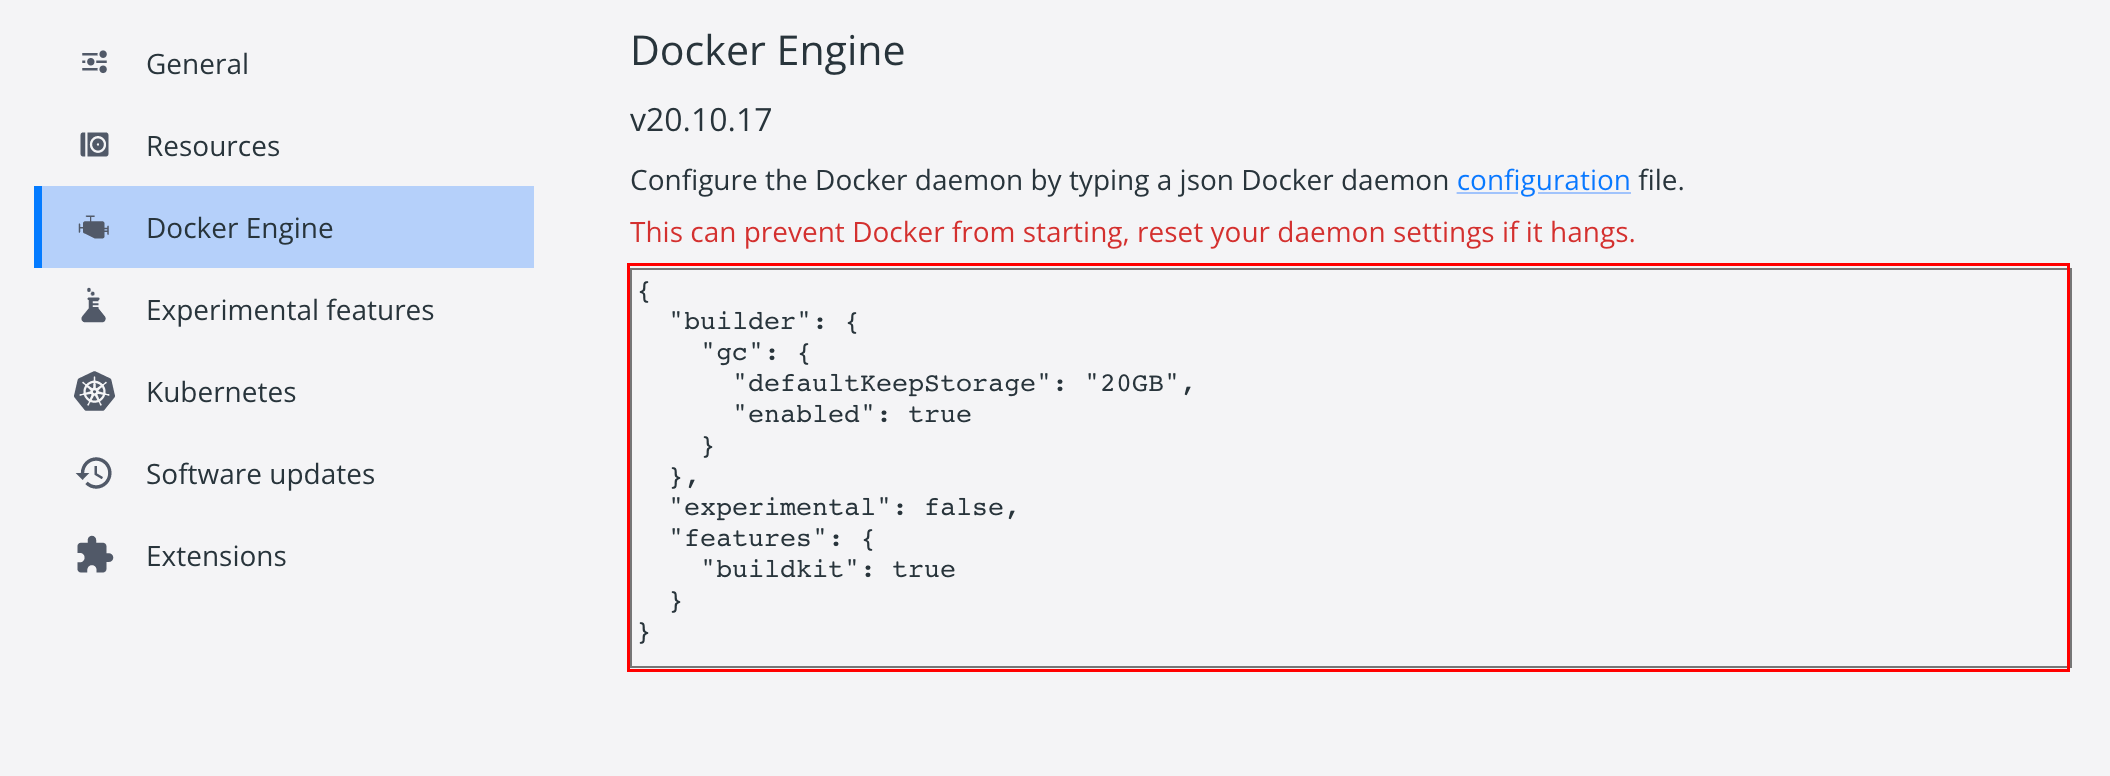 General
Resources
Docker Engine
Experimental features
Kubernetes
Software updates
Extensions
Docker Engine
v20.10.17
Configure the Docker daemon by typing a json Docker daemon configuration file.
This can prevent Docker from starting, reset your daemon settings if it hangs.
{
  "builder": {
    "gc": {
      "defaultKeepStorage": "20GB",
      "enabled": true
    }
  },
  "experimental": false,
  "features": {
    "buildkit": true
  }
}